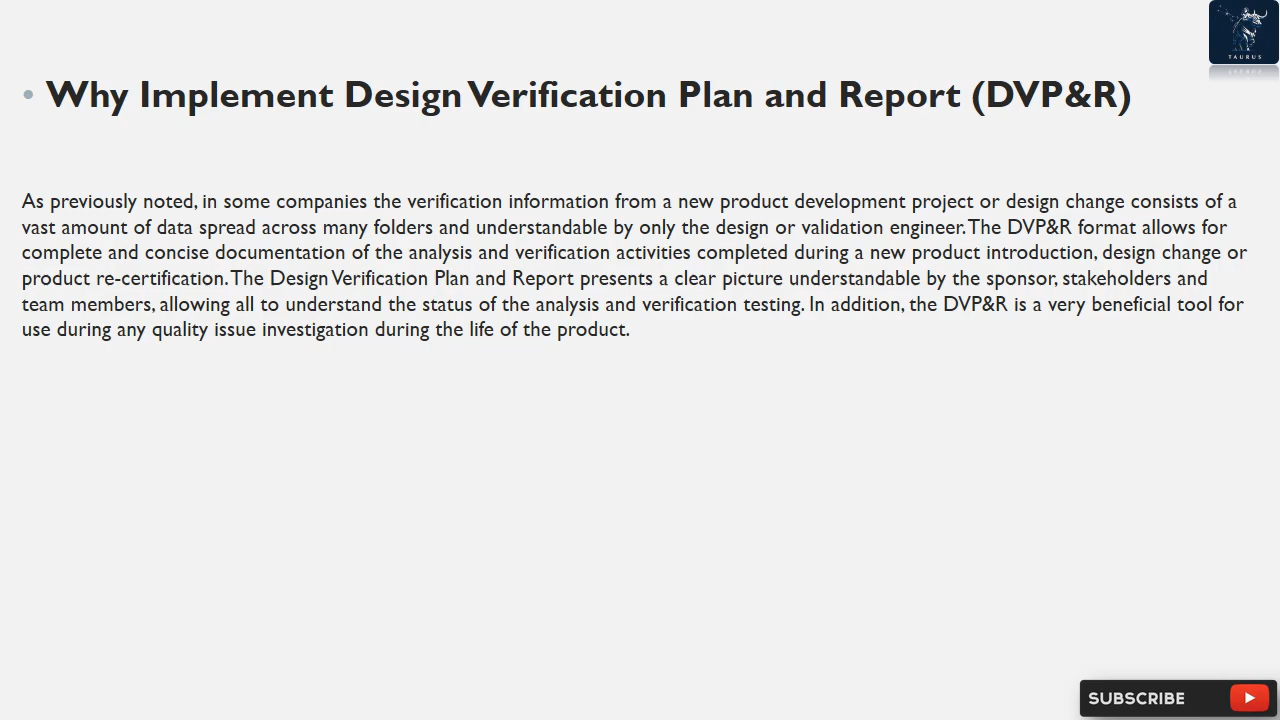 TAURUS
• Why Implement Design Verification Plan and Report (DVP&R)
As previously noted, in some companies the verification information from a new product development project or design change consists of a
vast amount of data spread across many folders and understandable by only the design or validation engineer. The DVP&R format allows for
complete and concise documentation of the analysis and verification activities completed during a new product introduction, design change or
product re-certification. The Design Verification Plan and Report presents a clear picture understandable by the sponsor, stakeholders and
team members, allowing all to understand the status of the analysis and verification testing. In addition, the DVP&R is a very beneficial tool for
use during any quality issue investigation during the life of the product.
SUBSCRIBE